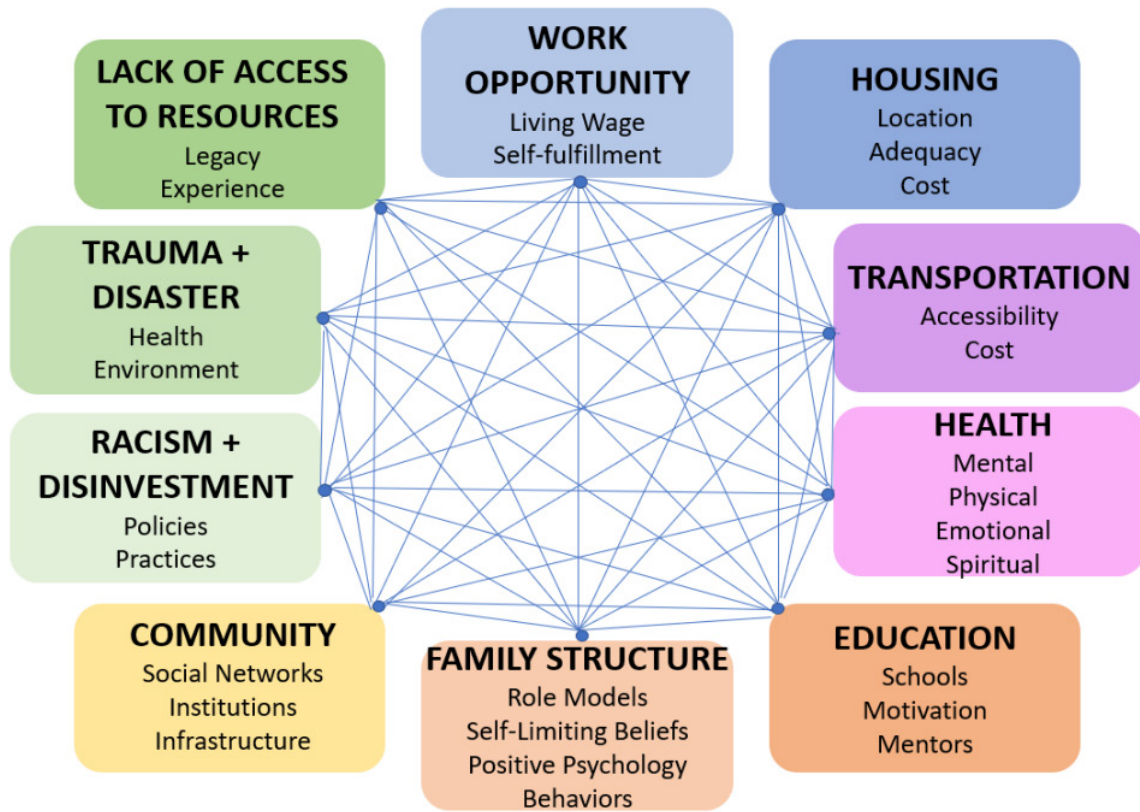 LACK OF ACCESS
TO RESOURCES
Legacy
Experience
WORK
OPPORTUNITY
Living Wage
Self-fulfillment
HOUSING
Location
Adequacy
Cost
TRAUMA +
DISASTER
Health
Environment
TRANSPORTATION
Accessibility
Cost
RACISM +
DISINVESTMENT
Policies
Practices
HEALTH
Mental
Physical
Emotional
Spiritual
COMMUNITY
Social Networks
Institutions
Infrastructure
FAMILY STRUCTURE
Role Models
Self-Limiting Beliefs
Positive Psychology
Behaviors
EDUCATION
Schools
Motivation
Mentors